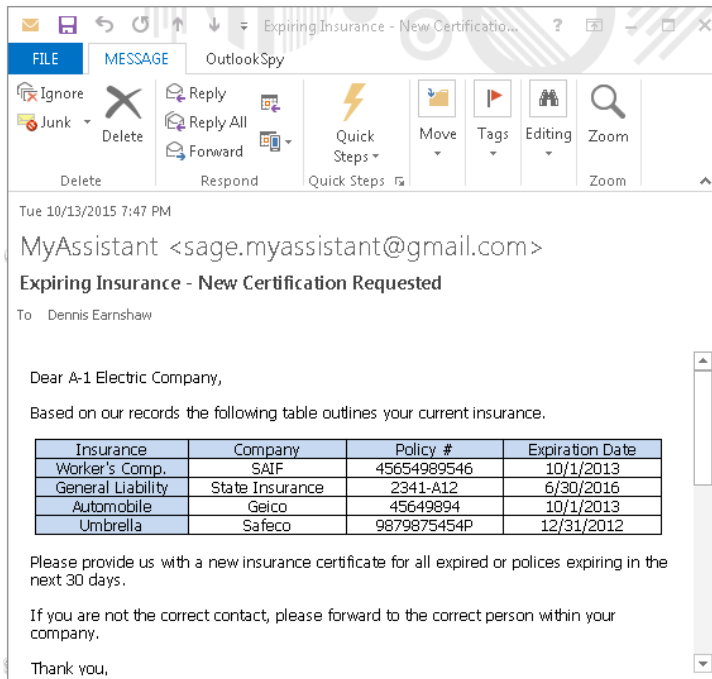 Expiring Insurance - New Certificatio... ?
FILE MESSAGE OutlookSpy
Ignore
Junk
Delete
Reply
Reply All
Forward
Quick
Steps
Move
Tags
Editing
Zoom
Delete Respond Quick Steps Zoom
Tue 10/13/2015 7:47 PM
MyAssistant <sage.myassistant@gmail.com>
Expiring Insurance - New Certification Requested
To Dennis Earnshaw
Dear A-1 Electric Company,
Based on our records the following table outlines your current insurance.
Insurance Company Policy # Expiration Date
Worker's Comp. SAIF 45654989546 10/1/2013
General Liability State Insurance 2341-A12 6/30/2016
Automobile Geico 45649894 10/1/2013
Umbrella Safeco 9879875454P 12/31/2012
Please provide us with a new insurance certificate for all expired or polices expiring in the
next 30 days.
If you are not the correct contact, please forward to the correct person within your
company.
Thank you,